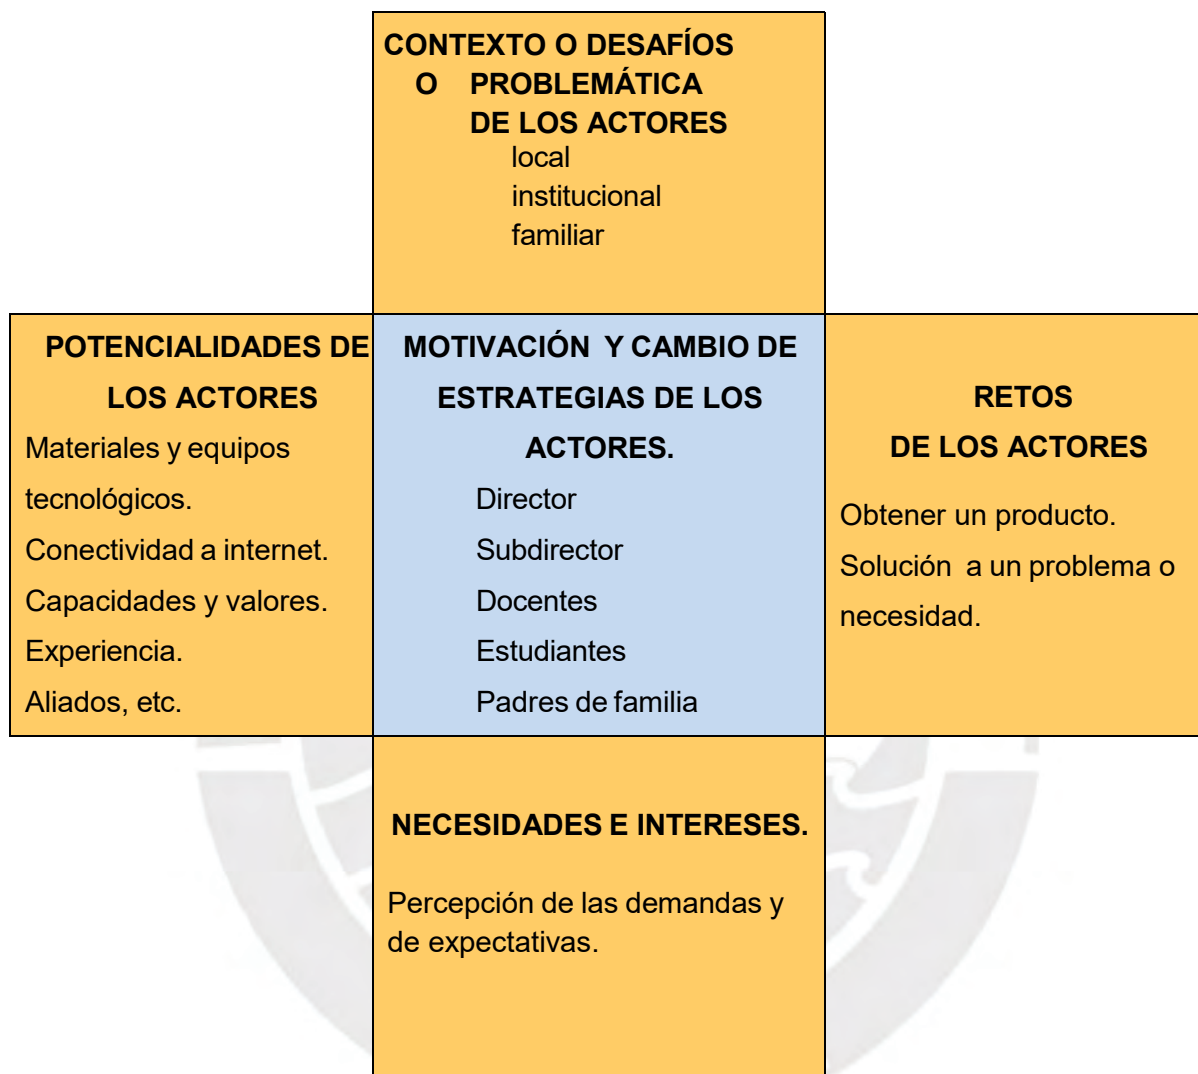 CONTEXTO O DESAFÍOS
O PROBLEMÁTICA
DE LOS ACTORES
local
institucional
familiar
POTENCIALIDADES DE
LOS ACTORES
Materiales y equipos
tecnológicos.
Conectividad a internet.
Capacidades y valores.
Experiencia.
Aliados, etc.
MOTIVACIÓN Y CAMBIO DE
ESTRATEGIAS DE LOS
ACTORES.
Director
Subdirector
Docentes
Estudiantes
Padres de familia
RETOS
DE LOS ACTORES
Obtener un producto.
Solución a un problema o
necesidad.
NECESIDADES E INTERESES.
Percepción de las demandas y
de expectativas.